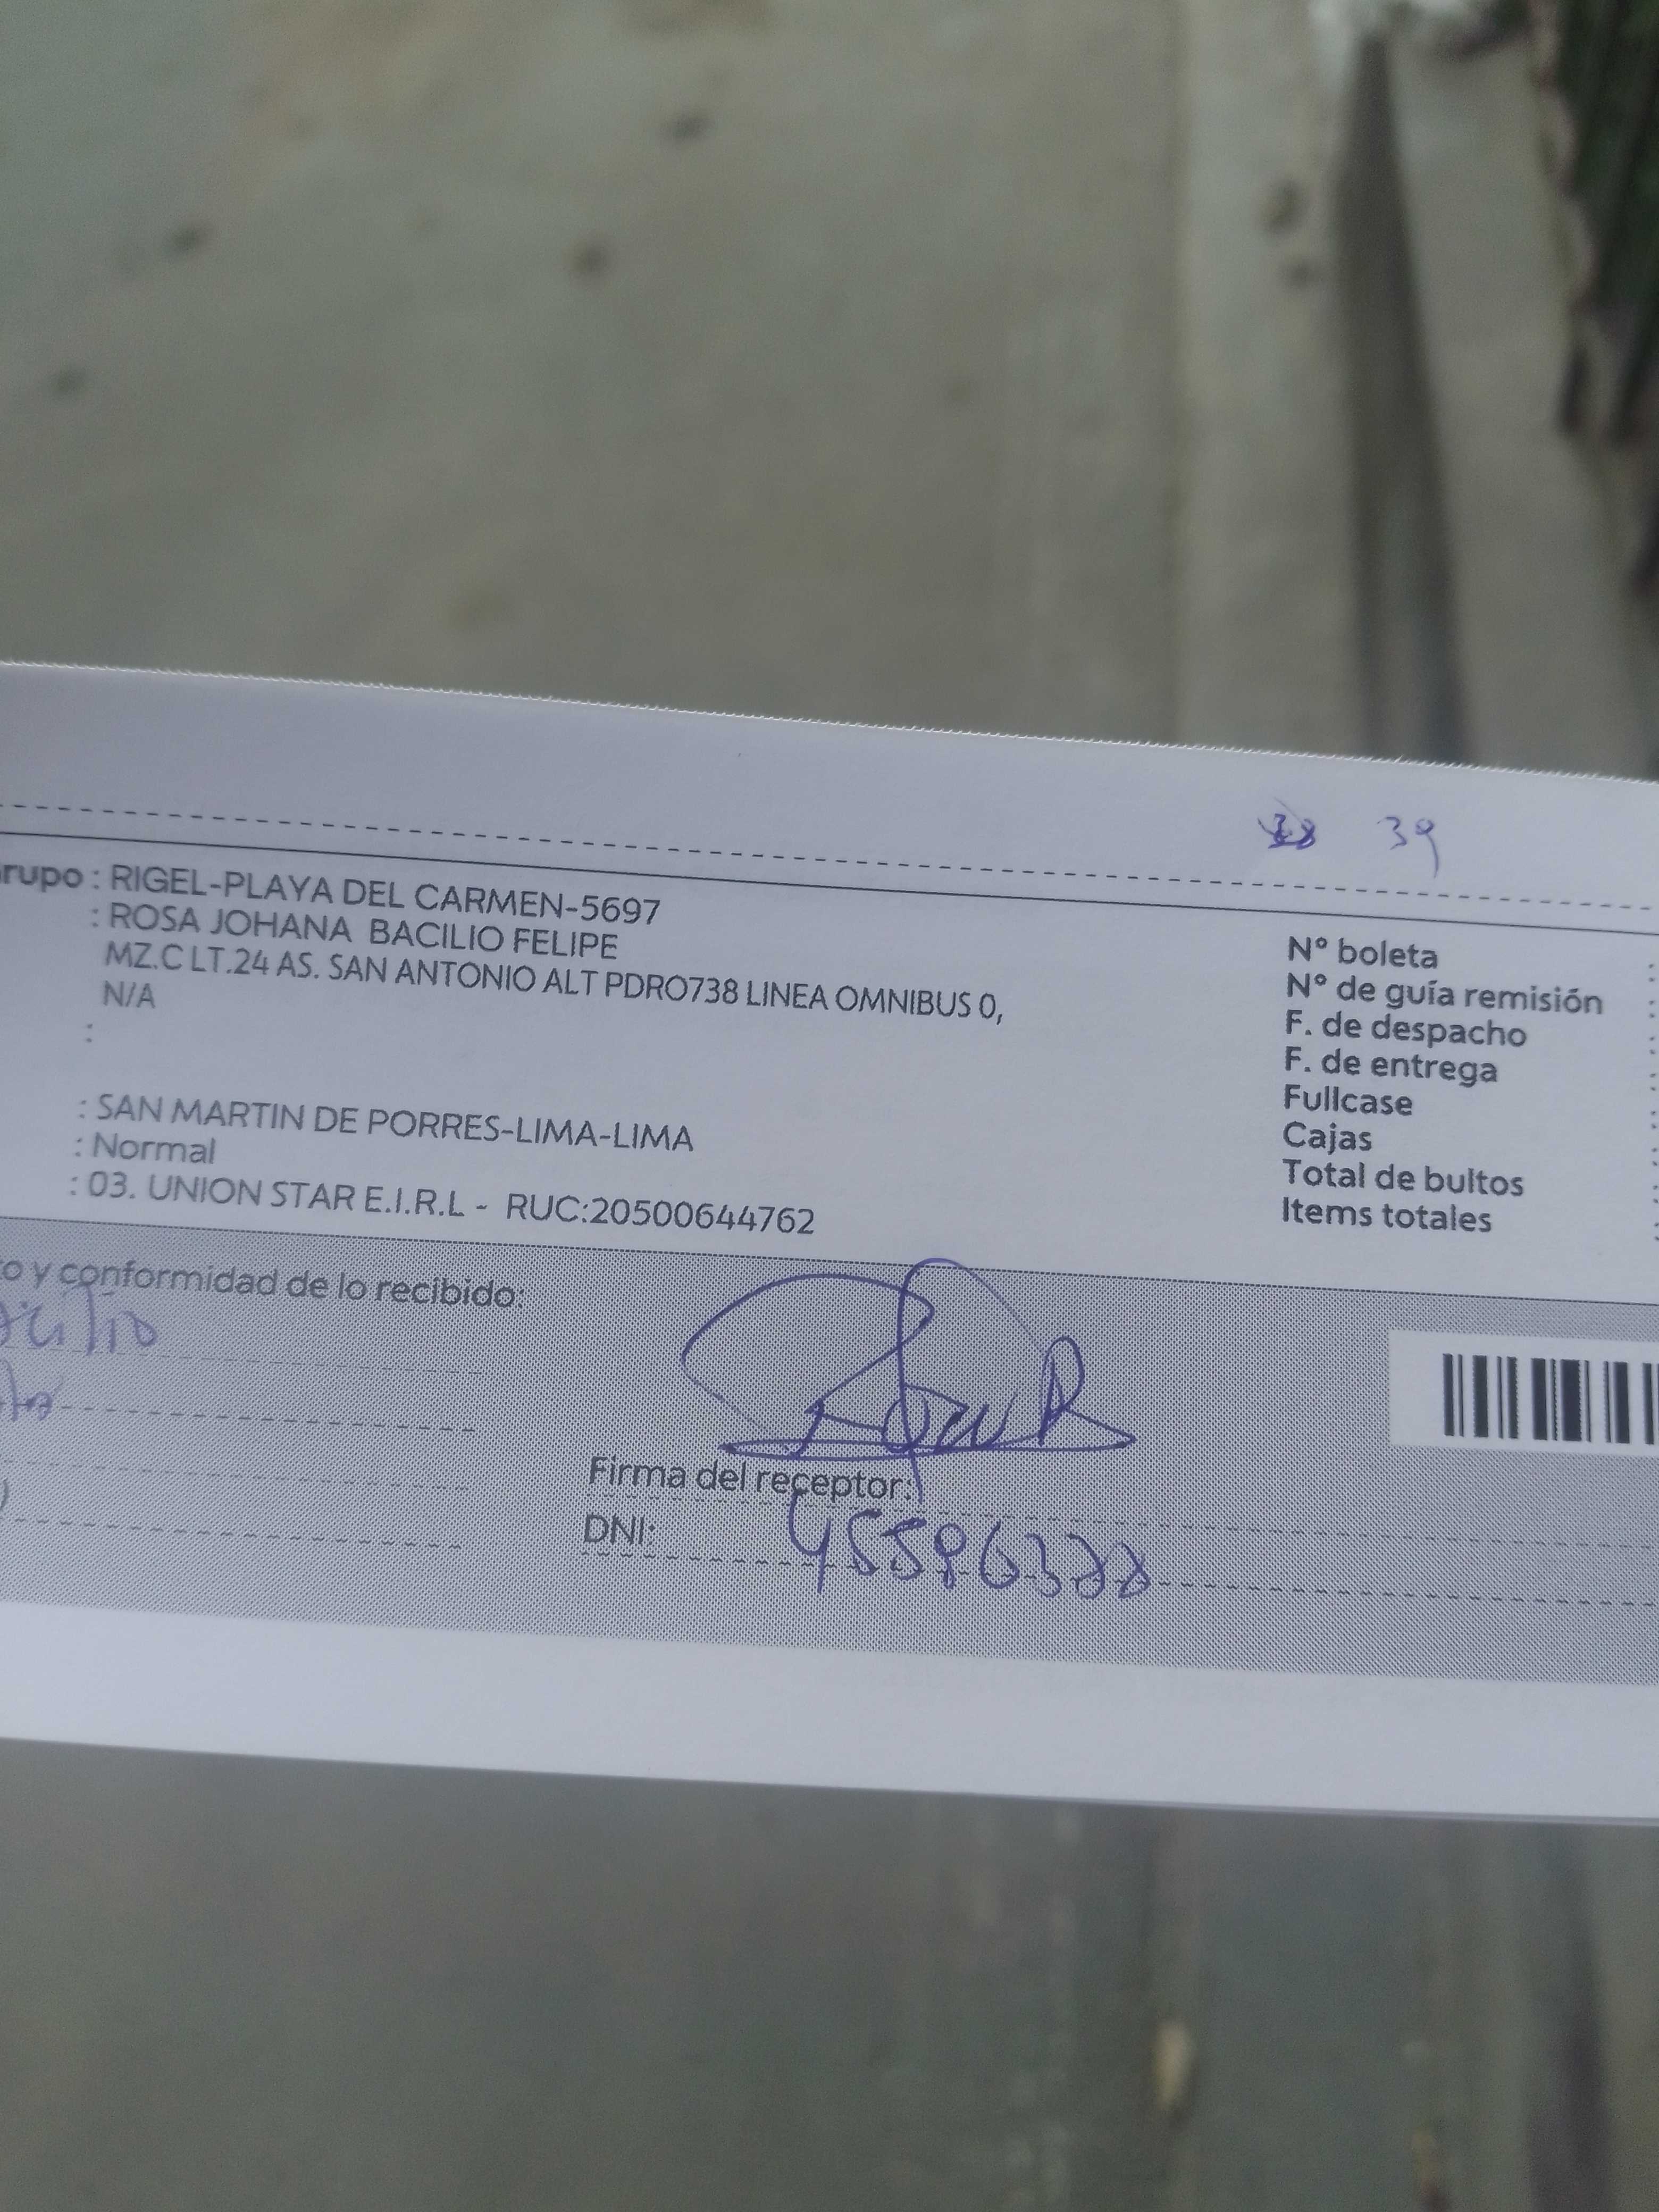 39
rupo : RIGEL-PLAYA DEL CARMEN-5697
: ROSA JOHANA BACILIO FELIPE
MZ.C LT.24 AS. SAN ANTONIO ALT PDRO738 LINEA OMNIBUS 0,
N/A
:
: SAN MARTIN DE PORRES-LIMA-LIMA
: Normal
: 03. UNION STAR E.I.R.L - RUC:20500644762
N° boleta :
N° de guía remisión :
F. de despacho :
F. de entrega :
Fullcase :
Cajas :
Total de bultos :
Items totales :
o y conformidad de lo recibido:
Firma del receptor:
DNI: